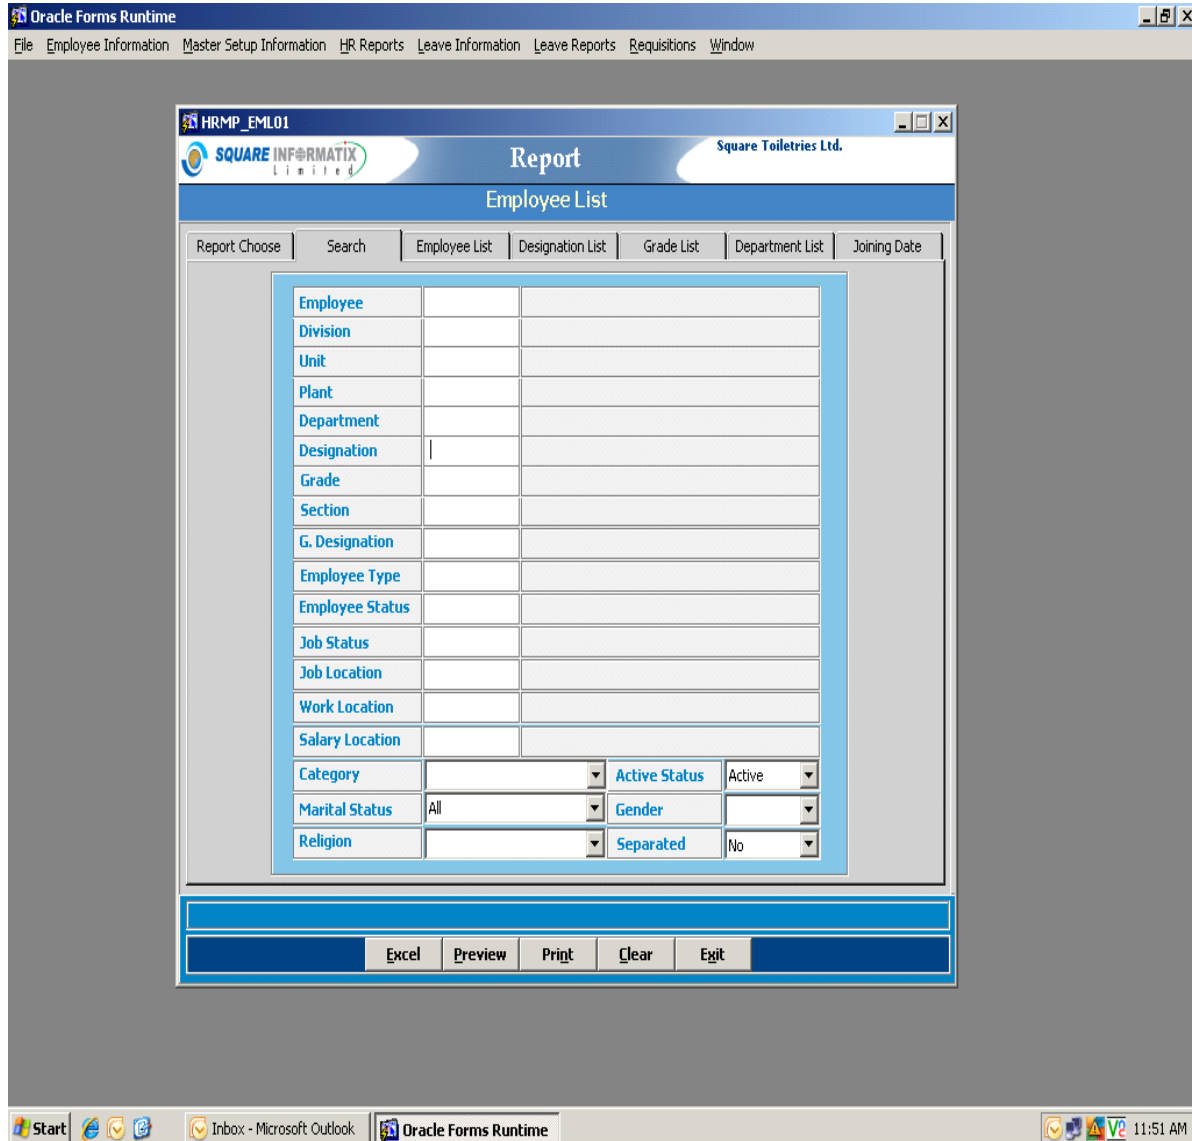 Oracle Forms Runtime
File Employee Information Master Setup Information HR Reports Leave Information Leave Reports Requisitions Window
HRMP_EML01
SQUARE INFORMATIX
Limited
Report
Square Toiletries Ltd.
Employee List
Report Choose Search Employee List Designation List Grade List Department List Joining Date
Employee
Division
Unit
Plant
Department
Designation
Grade
Section
G. Designation
Employee Type
Employee Status
Job Status
Job Location
Work Location
Salary Location
Category Active Status Active
Marital Status All Gender
Religion Separated No
Excel Preview Print Clear Exit
Start Inbox - Microsoft Outlook Oracle Forms Runtime 11:51 AM